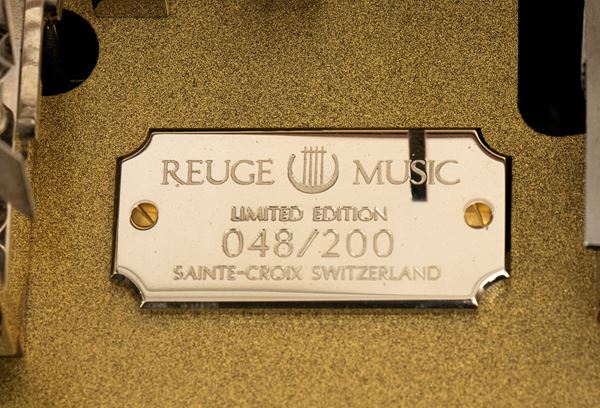 REUGE MUSIC
LIMITED EDITION
048/200
SAINTE-CROIX SWITZERLAND